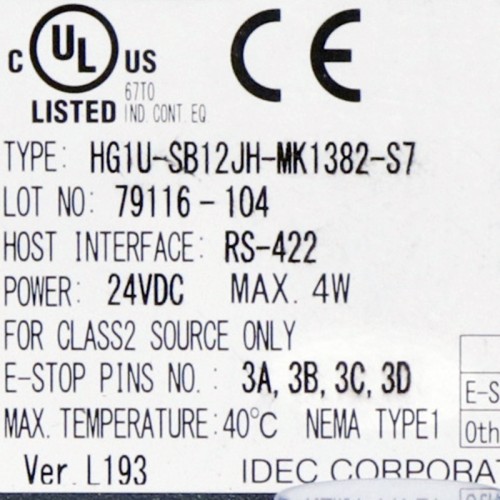 C UL US CE
LISTED 67TO
IND. CONT. EQ
TYPE: HG1U-SB12JH-MK1382-S7
LOT NO: 79116-104
HOST INTERFACE: RS-422
POWER: 24VDC MAX. 4W
FOR CLASS2 SOURCE ONLY
E-STOP PINS NO.: 3A, 3B, 3C, 3D
E-S
MAX. TEMPERATURE:40°C NEMA TYPE1
Oth
Ver. L193 IDEC CORPORAT